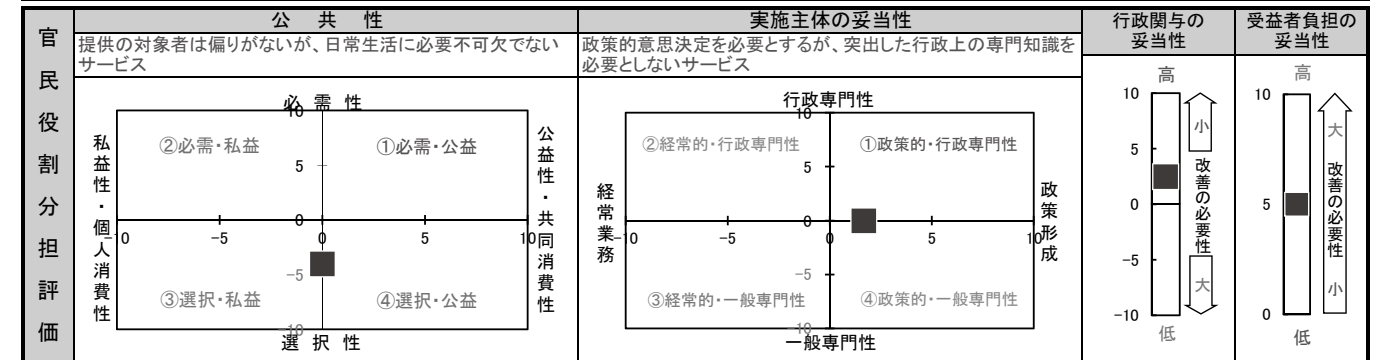 官民役割分担評価
公共性
提供の対象者は偏りがないが、日常生活に必要不可欠でない
サービス
必需性
10
②必需・私益
①必需・公益
5
私益性・個人消費性
公益性・共同消費性
0
-10
-5
0
5
10
-5
③選択・私益
④選択・公益
-10
選択性
実施主体の妥当性
政策的意思決定を必要とするが、突出した行政上の専門知識を
必要としないサービス
行政専門性
10
②経常的・行政専門性
①政策的・行政専門性
5
経常業務
政策形成
0
-10
-5
0
5
10
-5
③経常的・一般専門性
④政策的・一般専門性
-10
一般専門性
行政関与の
妥当性
高
10
5
0
-5
-10
小
改善の必要性
大
低
受益者負担の
妥当性
高
10
5
0
大
改善の必要性
小
低